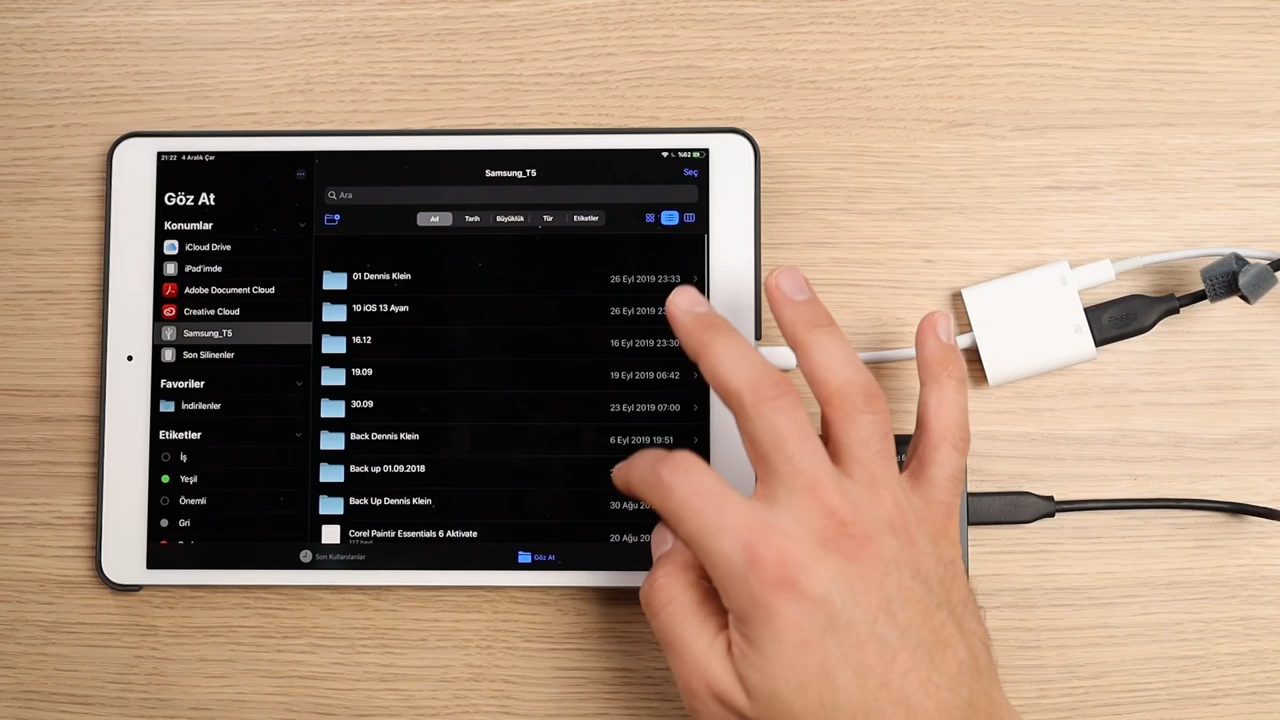 21:22 4 Aralık Çar
%62
Göz At
Konumlar
iCloud Drive
iPad'imde
Adobe Document Cloud
Creative Cloud
Samsung_T5
Son Silinenler
Favoriler
İndirilenler
Etiketler
İş
Yeşil
Önemli
Gri
Samsung_T5
Seç
Ara
Ad Tarih Büyüklük Tür Etiketler
01 Dennis Klein 26 Eyl 2019 23:33
10 iOS 13 Ayarı 26 Eyl 2019
16.12 16 Eyl 2019 23:30
19.09 19 Eyl 2019 06:42
30.09 23 Eyl 2019 07:00
Back Dennis Klein 6 Eyl 2019 19:51
Back up 01.09.2018
Back Up Dennis Klein 30 Ağu
Corel Paintir Essentials 6 Aktivate 20 Ağu
Son Kullanılanlar
Göz At